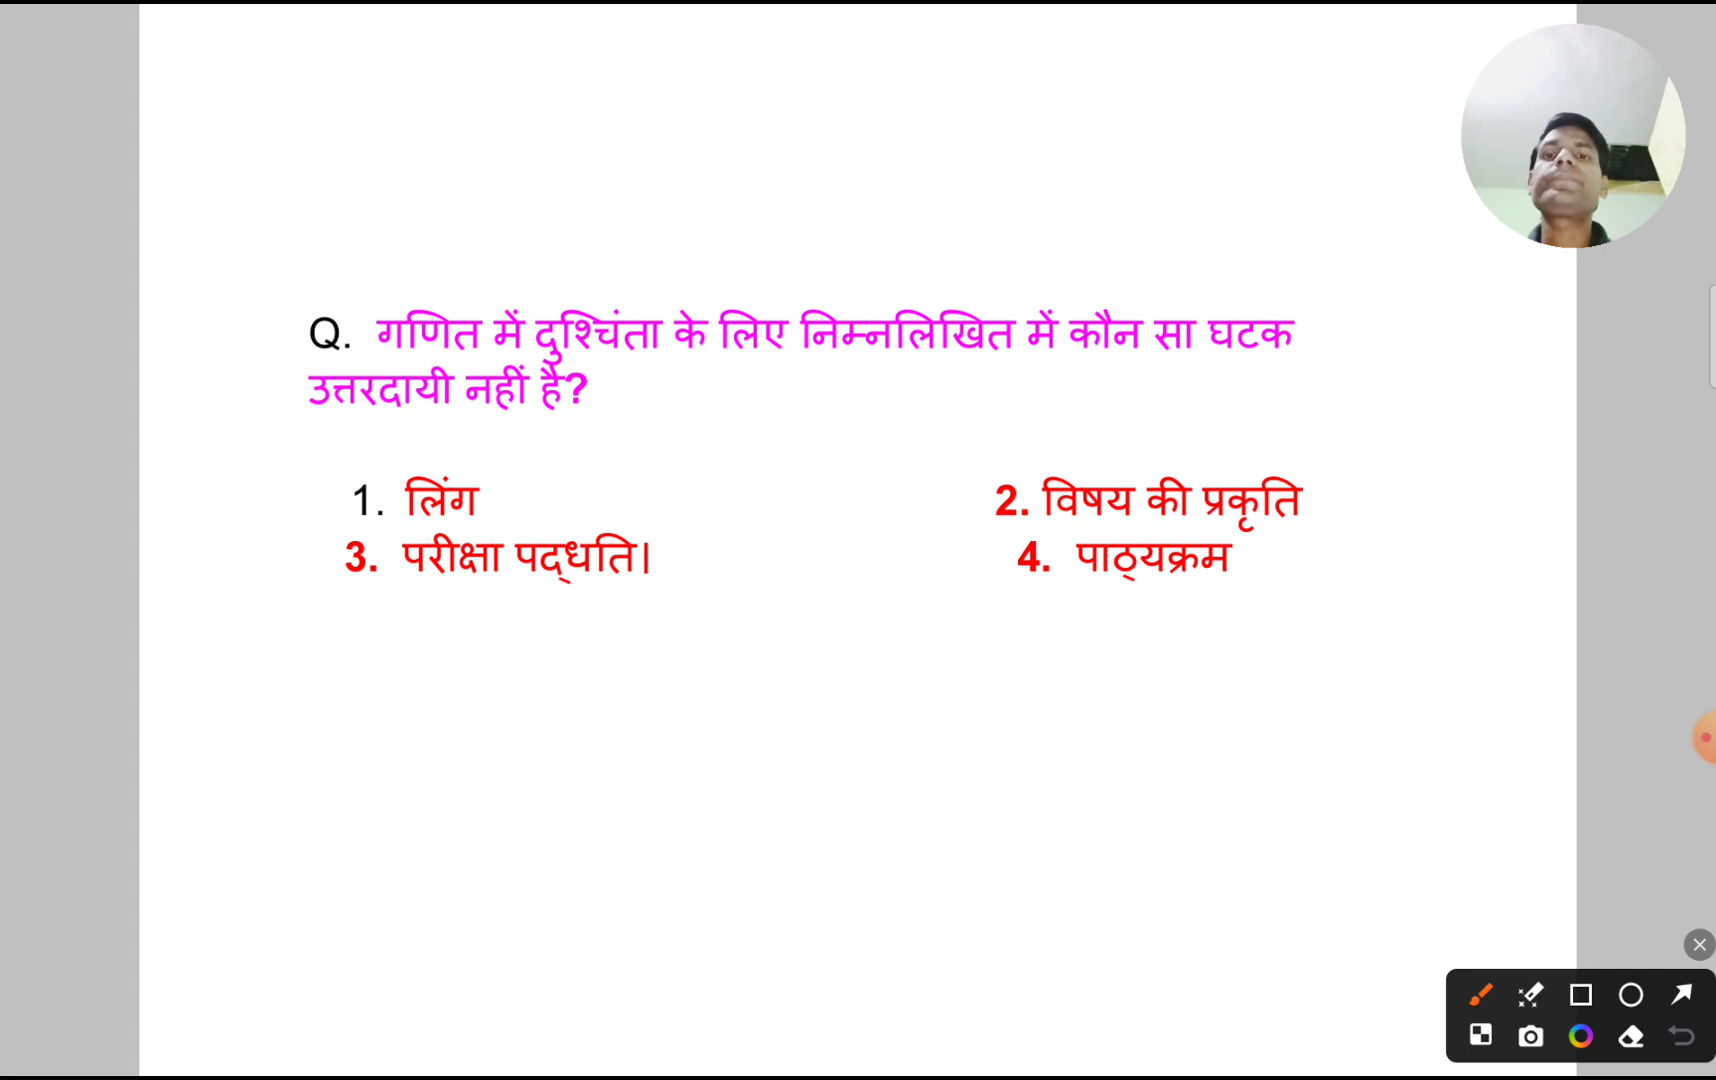 Q. गणित में दुश्चिंता के लिए निम्नलिखित में कौन सा घटक
उत्तरदायी नहीं है?
1. लिंग 2. विषय की प्रकृति
3. परीक्षा पद्धति। 4. पाठ्यक्रम